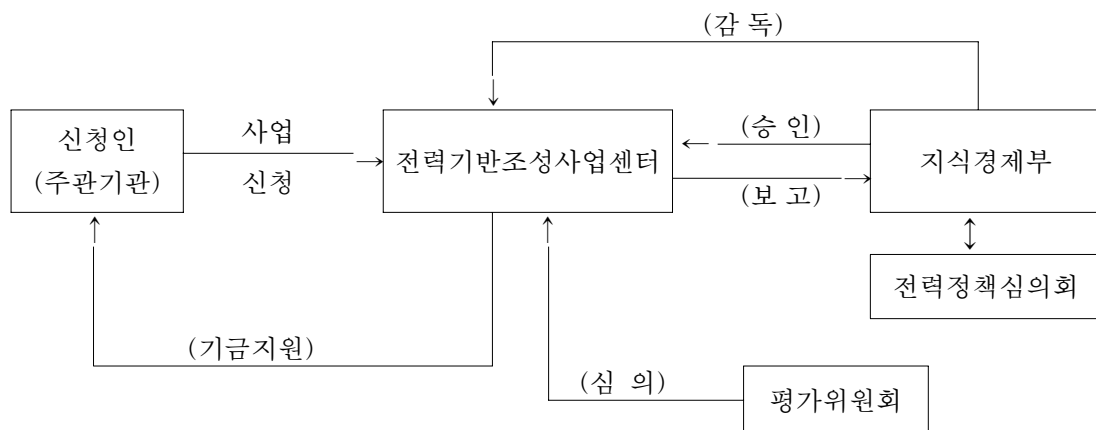 (감 독)
신청인
(주관기관)
사업
신청
전력기반조성사업센터
(승 인)
(보 고)
지식경제부
전력정책심의회
(기금지원)
(심 의)
평가위원회